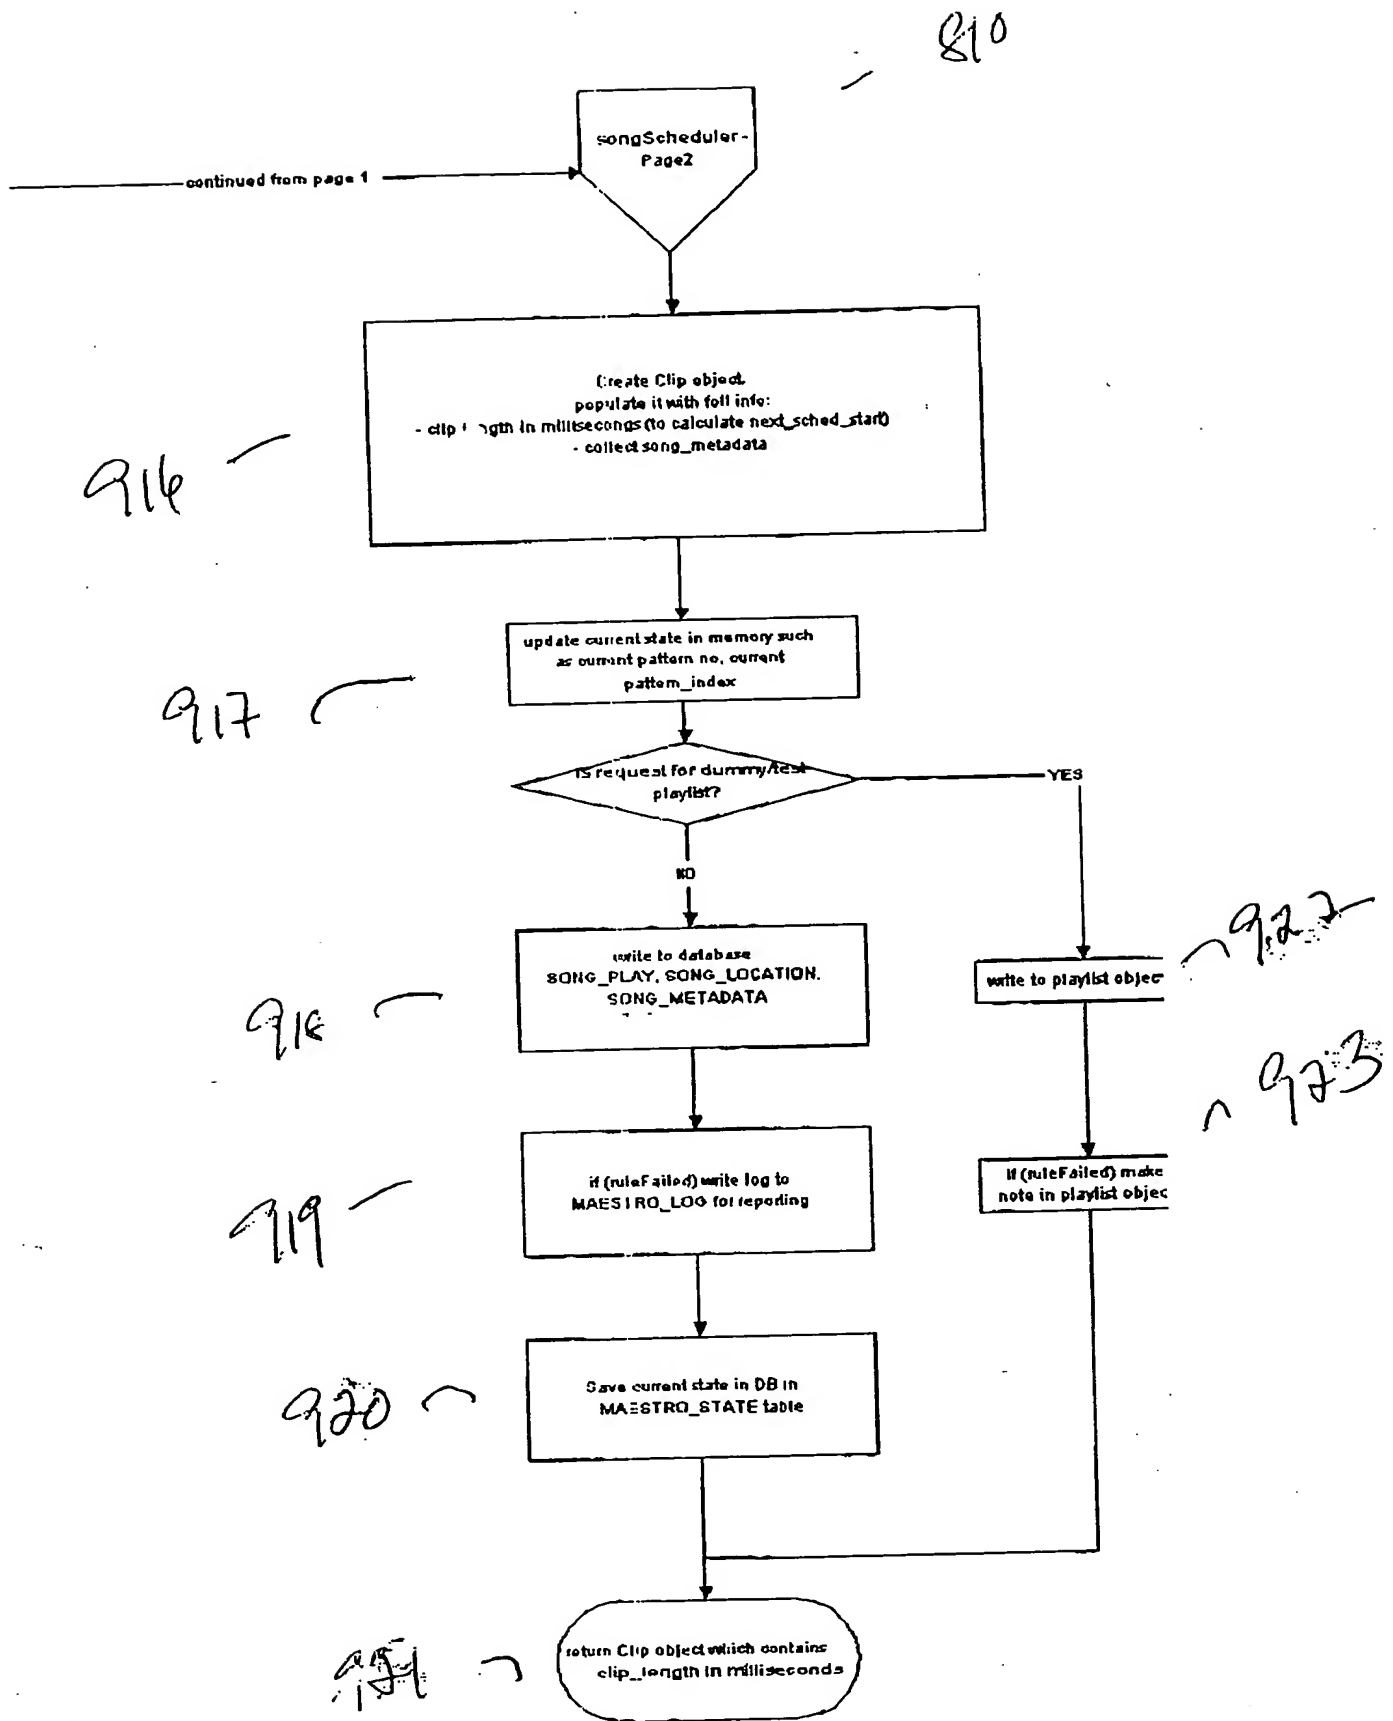 810
songScheduler-
Page2
continued from page 1
Create Clip object.
populate it with foll info:
- clip in millisecongs (to calculate next_sched_start)
- collect song_metadata
916
update current state in memory such
as current pattern no, current
pattern_index
917
is request for dummy/test
playlist?
YES
NO
write to database
SONG_PLAY, SONG_LOCATION.
SONG_METADATA
918
write to playlist objec
922
if (ruleFailed) write log to
MAESTRO_LOG for reporting
919
If (ruleFailed) make
note in playlist objec
923
Save current state in DB in
MAESTRO_STATE table
920
return Clip object which contains
clip_length in milliseconds